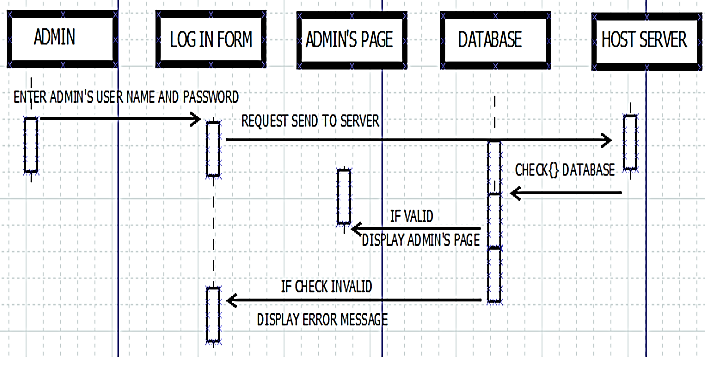 ADMIN
LOG IN FORM
ADMIN'S PAGE
DATABASE
HOST SERVER
ENTER ADMIN'S USER NAME AND PASSWORD
REQUEST SEND TO SERVER
CHECK{} DATABASE
IF VALID
DISPLAY ADMIN'S PAGE
IF CHECK INVALID
DISPLAY ERROR MESSAGE